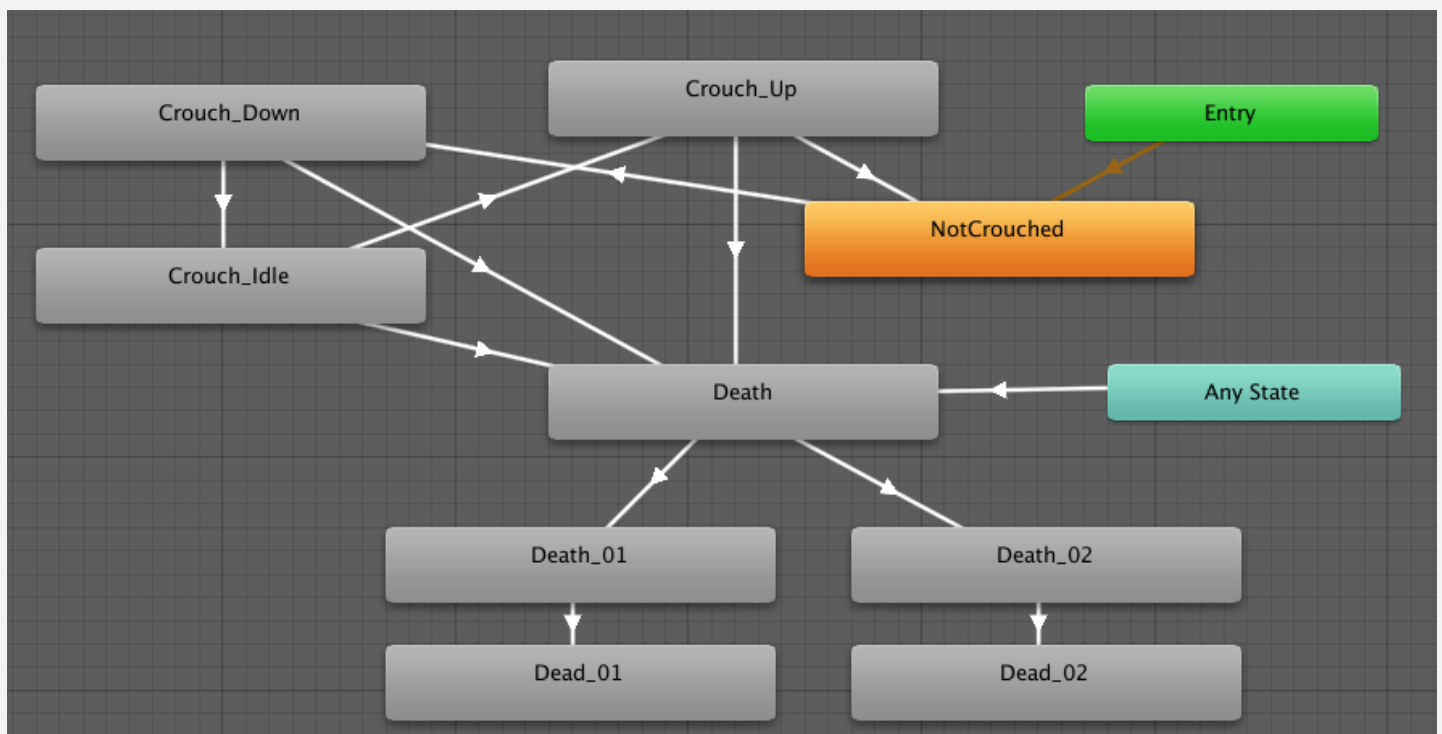 Crouch_Up
Crouch_Down
Entry
NotCrouched
Crouch_Idle
Death
Any State
Death_01
Death_02
Dead_01
Dead_02